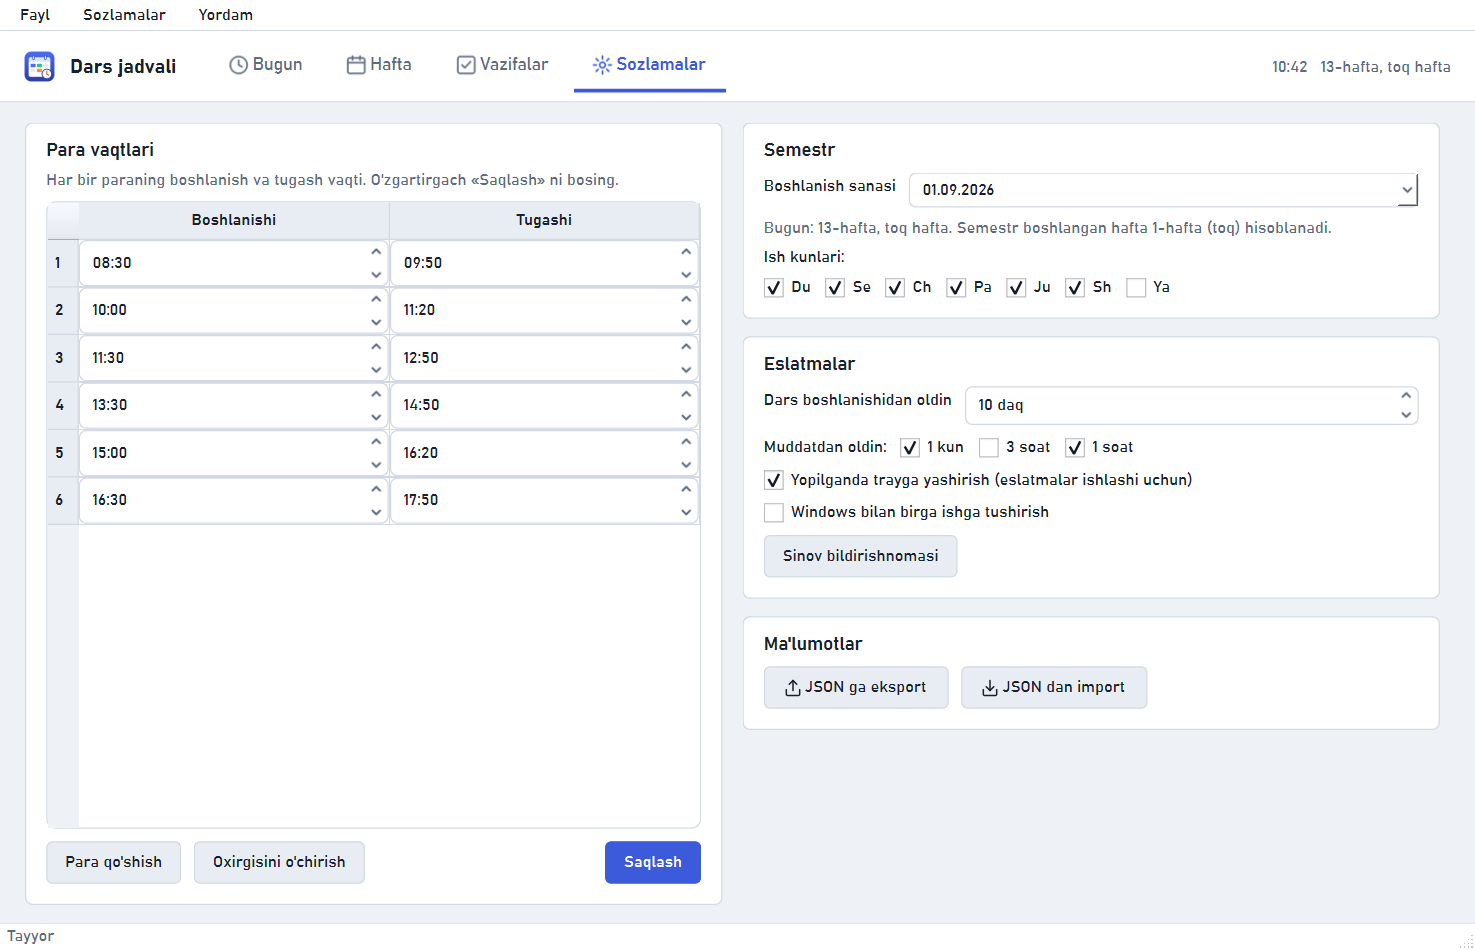 Fayl Sozlamalar Yordam
Dars jadvali Bugun Hafta Vazifalar Sozlamalar 10:42 13-hafta, toq hafta
Para vaqtlari
Har bir paraning boshlanish va tugash vaqti. O'zgartirgach «Saqlash» ni bosing.
Boshlanishi Tugashi
1 08:30 09:50
2 10:00 11:20
3 11:30 12:50
4 13:30 14:50
5 15:00 16:20
6 16:30 17:50
Para qo'shish Oxirgisini o'chirish Saqlash
Semestr
Boshlanish sanasi 01.09.2026
Bugun: 13-hafta, toq hafta. Semestr boshlangan hafta 1-hafta (toq) hisoblanadi.
Ish kunlari:
Du Se Ch Pa Ju Sh Ya
Eslatmalar
Dars boshlanishidan oldin 10 daq
Muddatdan oldin: 1 kun 3 soat 1 soat
Yopilganda trayga yashirish (eslatmalar ishlashi uchun)
Windows bilan birga ishga tushirish
Sinov bildirishnomasi
Ma'lumotlar
JSON ga eksport JSON dan import
Tayyor